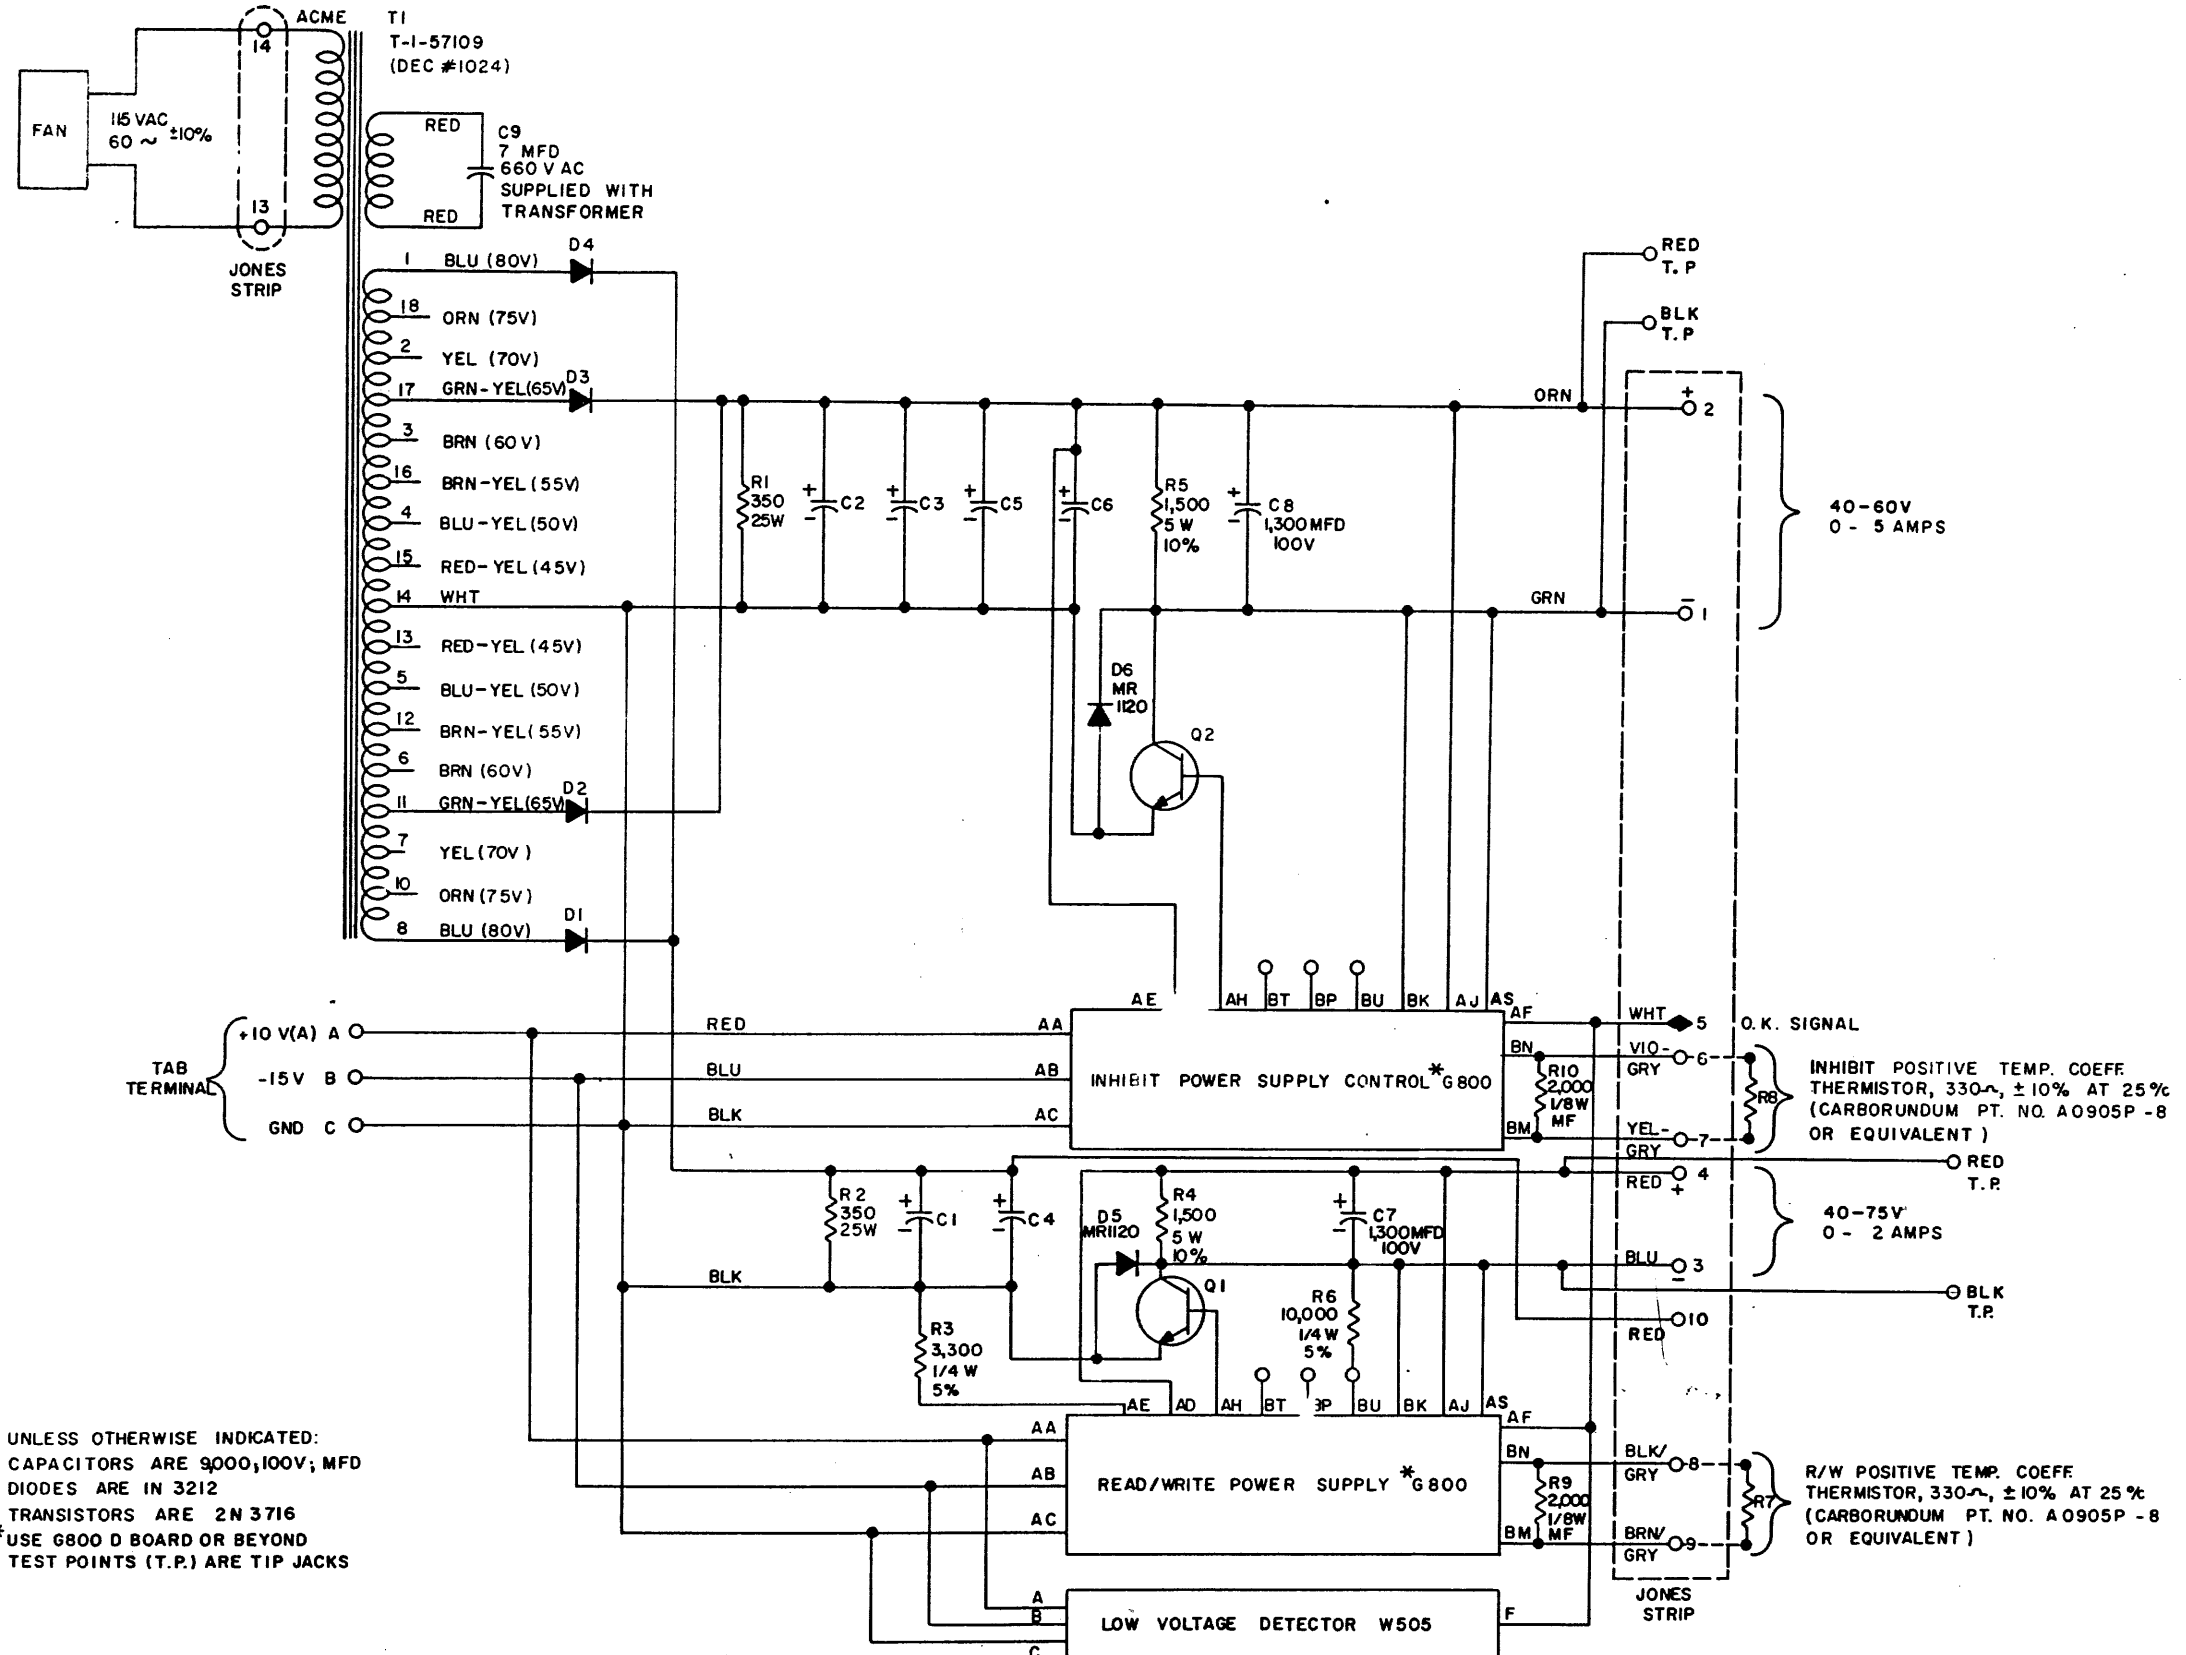 ACME
T1
T-1-57109
(DEC #1024)
14
FAN
115 VAC
60 ~ ±10%
13
JONES
STRIP
RED
C9
7 MFD
660 V AC
SUPPLIED WITH
TRANSFORMER
RED
1 BLU (80V) D4
18 ORN (75V)
2 YEL (70V)
17 GRN-YEL(65V) D3
3 BRN (60V)
16 BRN-YEL (55V)
4 BLU-YEL (50V)
15 RED-YEL (45V)
14 WHT
13 RED-YEL (45V)
5 BLU-YEL (50V)
12 BRN-YEL (55V)
6 BRN (60V)
11 GRN-YEL(65V) D2
7 YEL (70V)
10 ORN (75V)
8 BLU (80V) D1
RED
T.P
BLK
T.P
ORN
+
2
R1
350
25W
+
-
C2
+
-
C3
+
-
C5
+
-
C6
R5
1,500
5 W
10%
+
-
C8
1,300MFD
100V
40-60V
0 - 5 AMPS
GRN
-
1
D6
MR
1120
Q2
TAB
TERMINAL
+10 V(A) A
-15V B
GND C
RED
BLU
BLK
AE
AH
BT
BP
BU
BK
AJ
AS
AA
AB
AC
INHIBIT POWER SUPPLY CONTROL *G800
AF
BN
BM
R10
2,000
1/8W
MF
WHT
5
O.K. SIGNAL
VIO-
GRY
6
YEL-
GRY
7
R8
INHIBIT POSITIVE TEMP. COEFF.
THERMISTOR, 330Ω, ±10% AT 25°C
(CARBORUNDUM PT. NO. A0905P-8
OR EQUIVALENT)
RED
T.P.
RED
4
+
R2
350
25W
+
-
C1
+
-
C4
D5
MR1120
R4
1,500
5 W
10%
+
-
C7
1,300MFD
100V
40-75V
0 - 2 AMPS
BLK
BLU
3
-
Q1
BLK
T.P.
10
RED
R3
3,300
1/4 W
5%
R6
10,000
1/4 W
5%
AE
AD
AH
BT
BP
BU
BK
AJ
AS
AA
AB
AC
READ/WRITE POWER SUPPLY *G800
AF
BN
BM
R9
2,000
1/8W
MF
BLK/
GRY
8
BRN/
GRY
9
R7
R/W POSITIVE TEMP. COEFF.
THERMISTOR, 330Ω, ±10% AT 25°C
(CARBORUNDUM PT. NO. A0905P-8
OR EQUIVALENT)
UNLESS OTHERWISE INDICATED:
CAPACITORS ARE 9,000,100V; MFD
DIODES ARE IN 3212
TRANSISTORS ARE 2N3716
*USE G800 D BOARD OR BEYOND
TEST POINTS (T.P.) ARE TIP JACKS
A
B
C
LOW VOLTAGE DETECTOR W505
F
JONES
STRIP